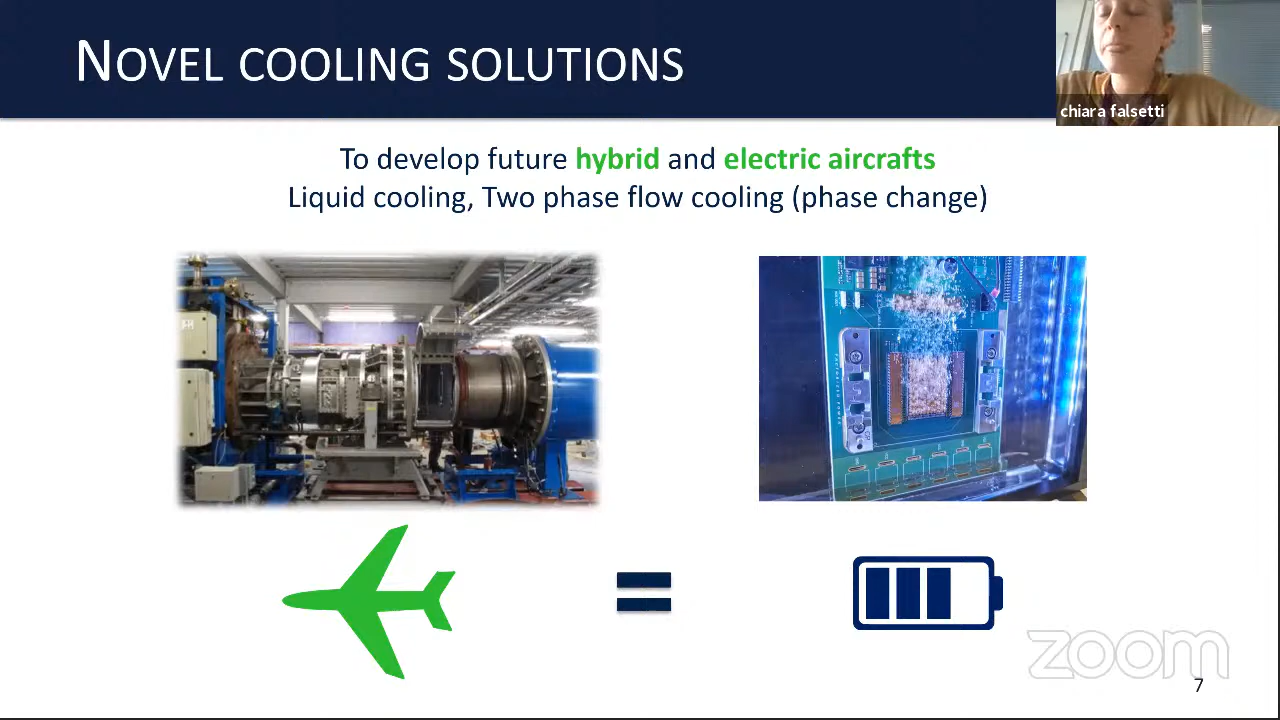 NOVEL COOLING SOLUTIONS
chiara falsetti
To develop future hybrid and electric aircrafts
Liquid cooling, Two phase flow cooling (phase change)
zoom
7